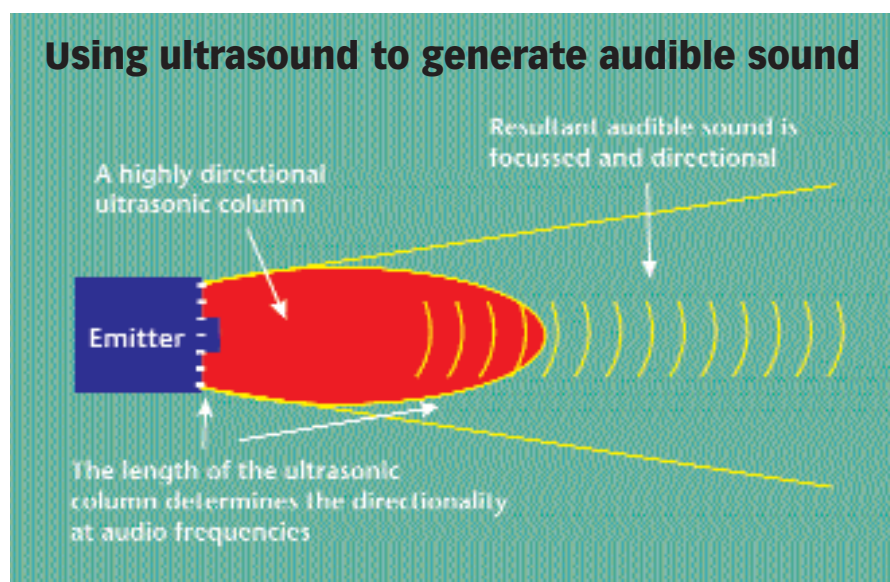 Using ultrasound to generate audible sound
Resultant audible sound is
focussed and directional
A highly directional
ultrasonic column
Emitter
The length of the ultrasonic
column determines the directionality
at audio frequencies